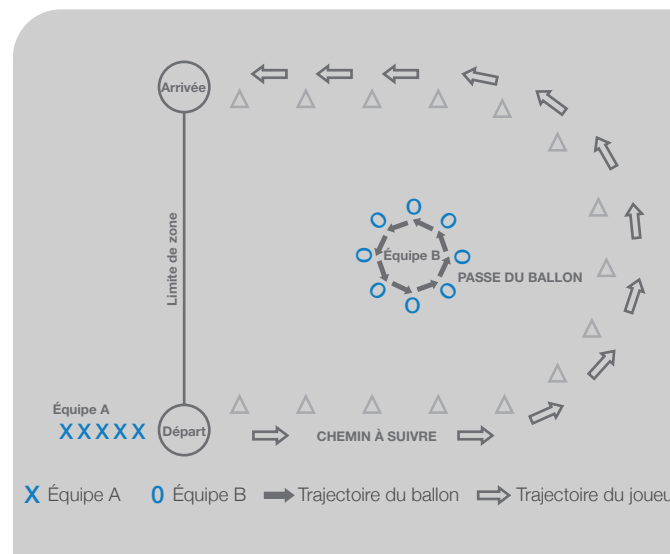 Arrivée
Limite de zone
Équipe B
PASSE DU BALLON
Équipe A
XXXXX
Départ
CHEMIN À SUIVRE
X Équipe A O Équipe B Trajectoire du ballon Trajectoire du joueu